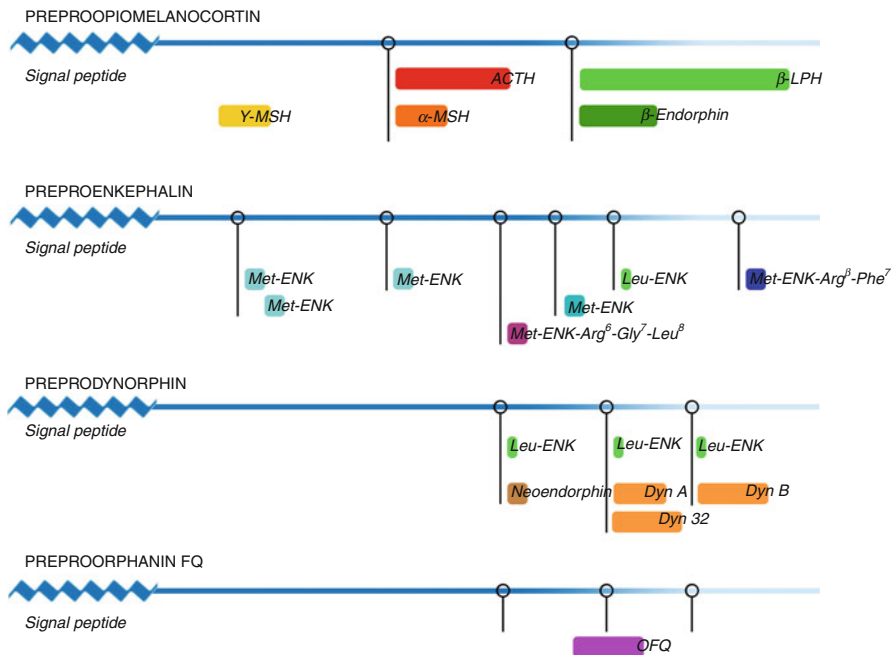 PREPROOPIOMELANOCORTIN
Signal peptide
ACTH
β-LPH
Y-MSH
α-MSH
β-Endorphin
PREPROENKEPHALIN
Signal peptide
Met-ENK
Met-ENK
Leu-ENK
Met-ENK-Argᵝ-Phe⁷
Met-ENK
Met-ENK
Met-ENK-Arg⁶-Gly⁷-Leu⁸
PREPRODYNORPHIN
Signal peptide
Leu-ENK
Leu-ENK
Leu-ENK
Neoendorphin
Dyn A
Dyn B
Dyn 32
PREPROORPHANIN FQ
Signal peptide
OFQ